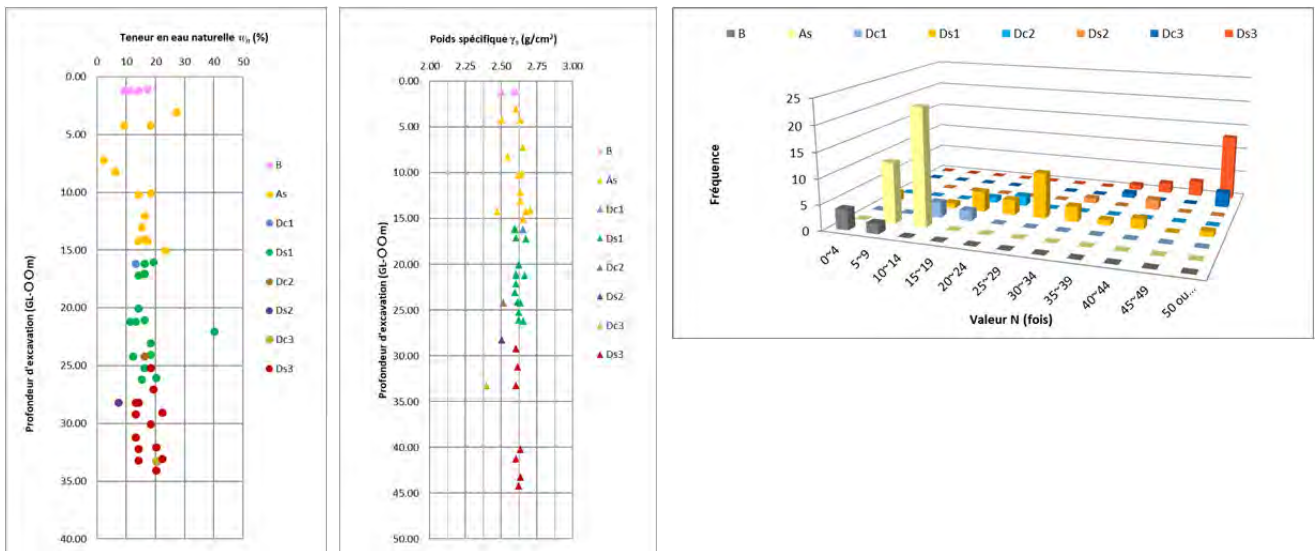 Teneur en eau naturelle wn (%)
0 10 20 30 40 50
0.00
5.00
10.00
15.00
20.00
25.00
30.00
35.00
40.00
Profondeur d'excavation (GL-〇〇m)
B
As
Dc1
Ds1
Dc2
Ds2
Dc3
Ds3
Poids spécifique γs (g/cm²)
2.00 2.25 2.50 2.75 3.00
0.00
5.00
10.00
15.00
20.00
25.00
30.00
35.00
40.00
45.00
50.00
Profondeur d'excavation (GL-〇〇m)
B
As
Dc1
Ds1
Dc2
Ds2
Dc3
Ds3
B As Dc1 Ds1 Dc2 Ds2 Dc3 Ds3
25
20
15
10
5
0
Fréquence
0~4 5~9 10~14 15~19 20~24 25~29 30~34 35~39 40~44 45~49 50 ou...
Valeur N (fois)